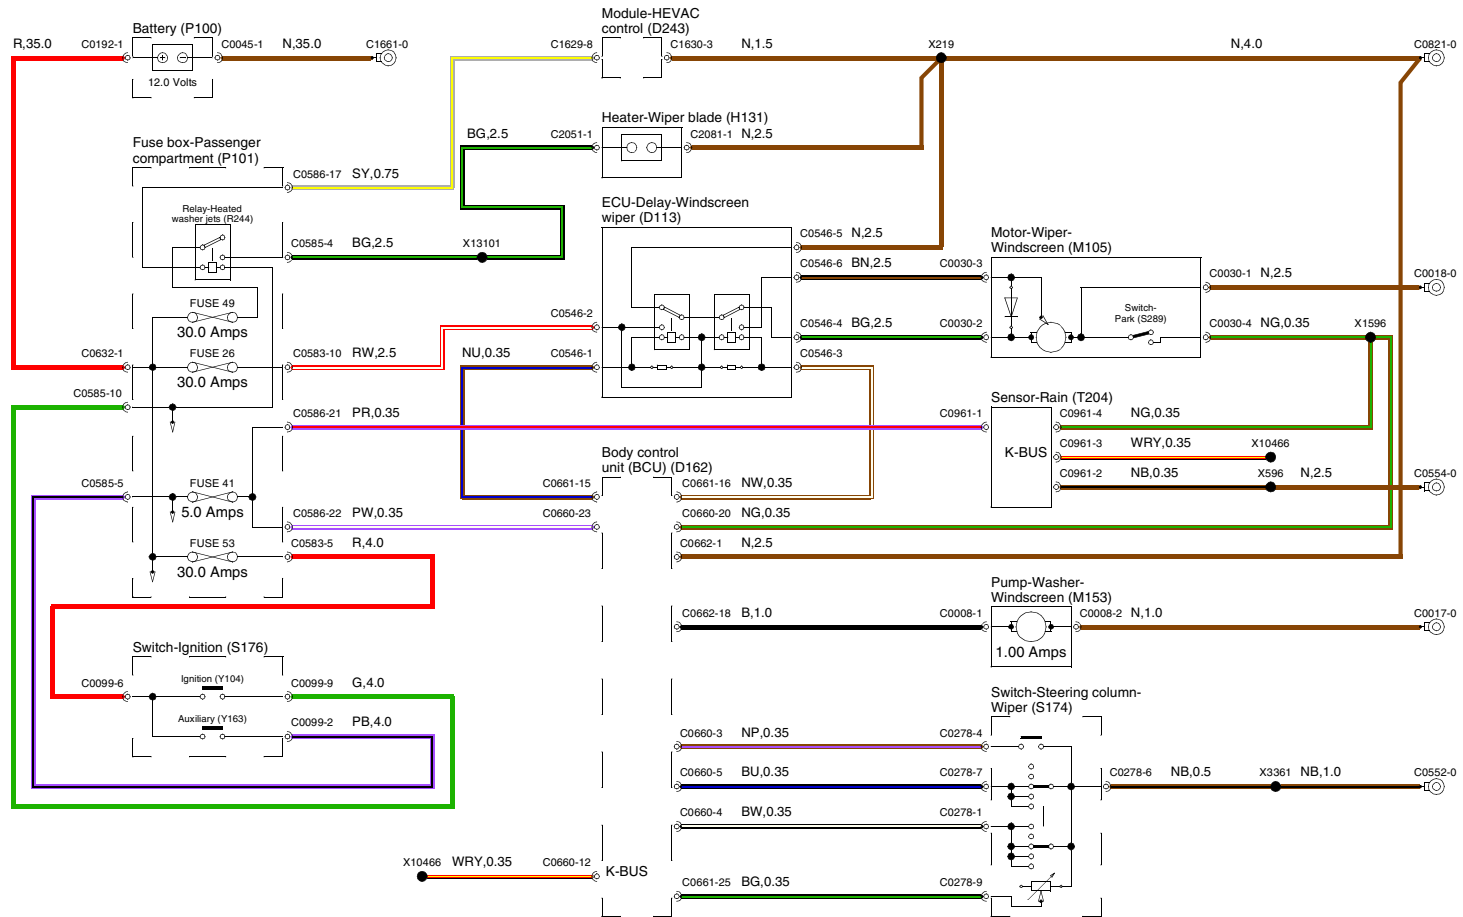 Battery (P100)
R,35.0
C0192-1
C0045-1
N,35.0
C1661-0
12.0 Volts
Module-HEVAC
control (D243)
C1629-8
C1630-3
N,1.5
X219
N,4.0
C0821-0
Heater-Wiper blade (H131)
BG,2.5
C2051-1
C2081-1
N,2.5
Fuse box-Passenger
compartment (P101)
C0586-17
SY,0.75
Relay-Heated
washer jets (R244)
C0585-4
BG,2.5
X13101
FUSE 49
30.0 Amps
C0632-1
FUSE 26
30.0 Amps
C0583-10
RW,2.5
C0585-10
C0586-21
PR,0.35
C0585-5
FUSE 41
5.0 Amps
C0586-22
PW,0.35
FUSE 53
30.0 Amps
C0583-5
R,4.0
ECU-Delay-Windscreen
wiper (D113)
C0546-5
N,2.5
C0546-6
BN,2.5
C0030-3
C0546-2
C0546-4
BG,2.5
C0030-2
NU,0.35
C0546-1
C0546-3
Motor-Wiper-
Windscreen (M105)
C0030-1
N,2.5
C0018-0
Switch-
Park (S289)
C0030-4
NG,0.35
X1596
Sensor-Rain (T204)
C0961-1
C0961-4
NG,0.35
K-BUS
C0961-3
WRY,0.35
X10466
C0961-2
NB,0.35
X596
N,2.5
C0554-0
Body control
unit (BCU) (D162)
C0661-15
C0661-16
NW,0.35
C0660-23
C0660-20
NG,0.35
C0662-1
N,2.5
Pump-Washer-
Windscreen (M153)
C0662-18
B,1.0
C0008-1
C0008-2
N,1.0
C0017-0
1.00 Amps
Switch-Ignition (S176)
C0099-6
Ignition (Y104)
C0099-9
G,4.0
Auxiliary (Y163)
C0099-2
PB,4.0
Switch-Steering column-
Wiper (S174)
C0660-3
NP,0.35
C0278-4
C0660-5
BU,0.35
C0278-7
C0278-6
NB,0.5
X3361
NB,1.0
C0552-0
C0660-4
BW,0.35
C0278-1
X10466
WRY,0.35
C0660-12
K-BUS
C0661-25
BG,0.35
C0278-9